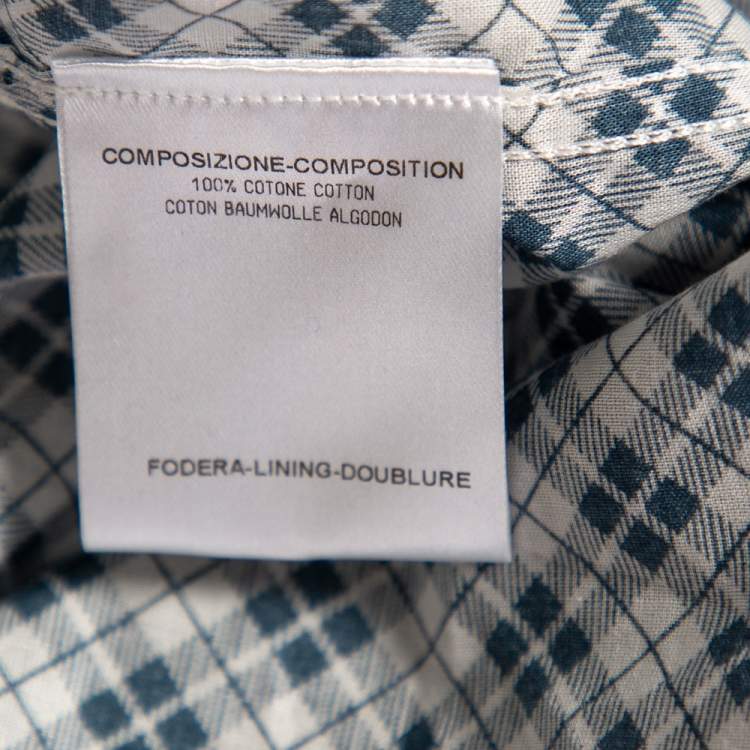 COMPOSIZIONE-COMPOSITION
100% COTONE COTTON
COTON BAUMWOLLE ALGODON
FODERA-LINING-DOUBLURE